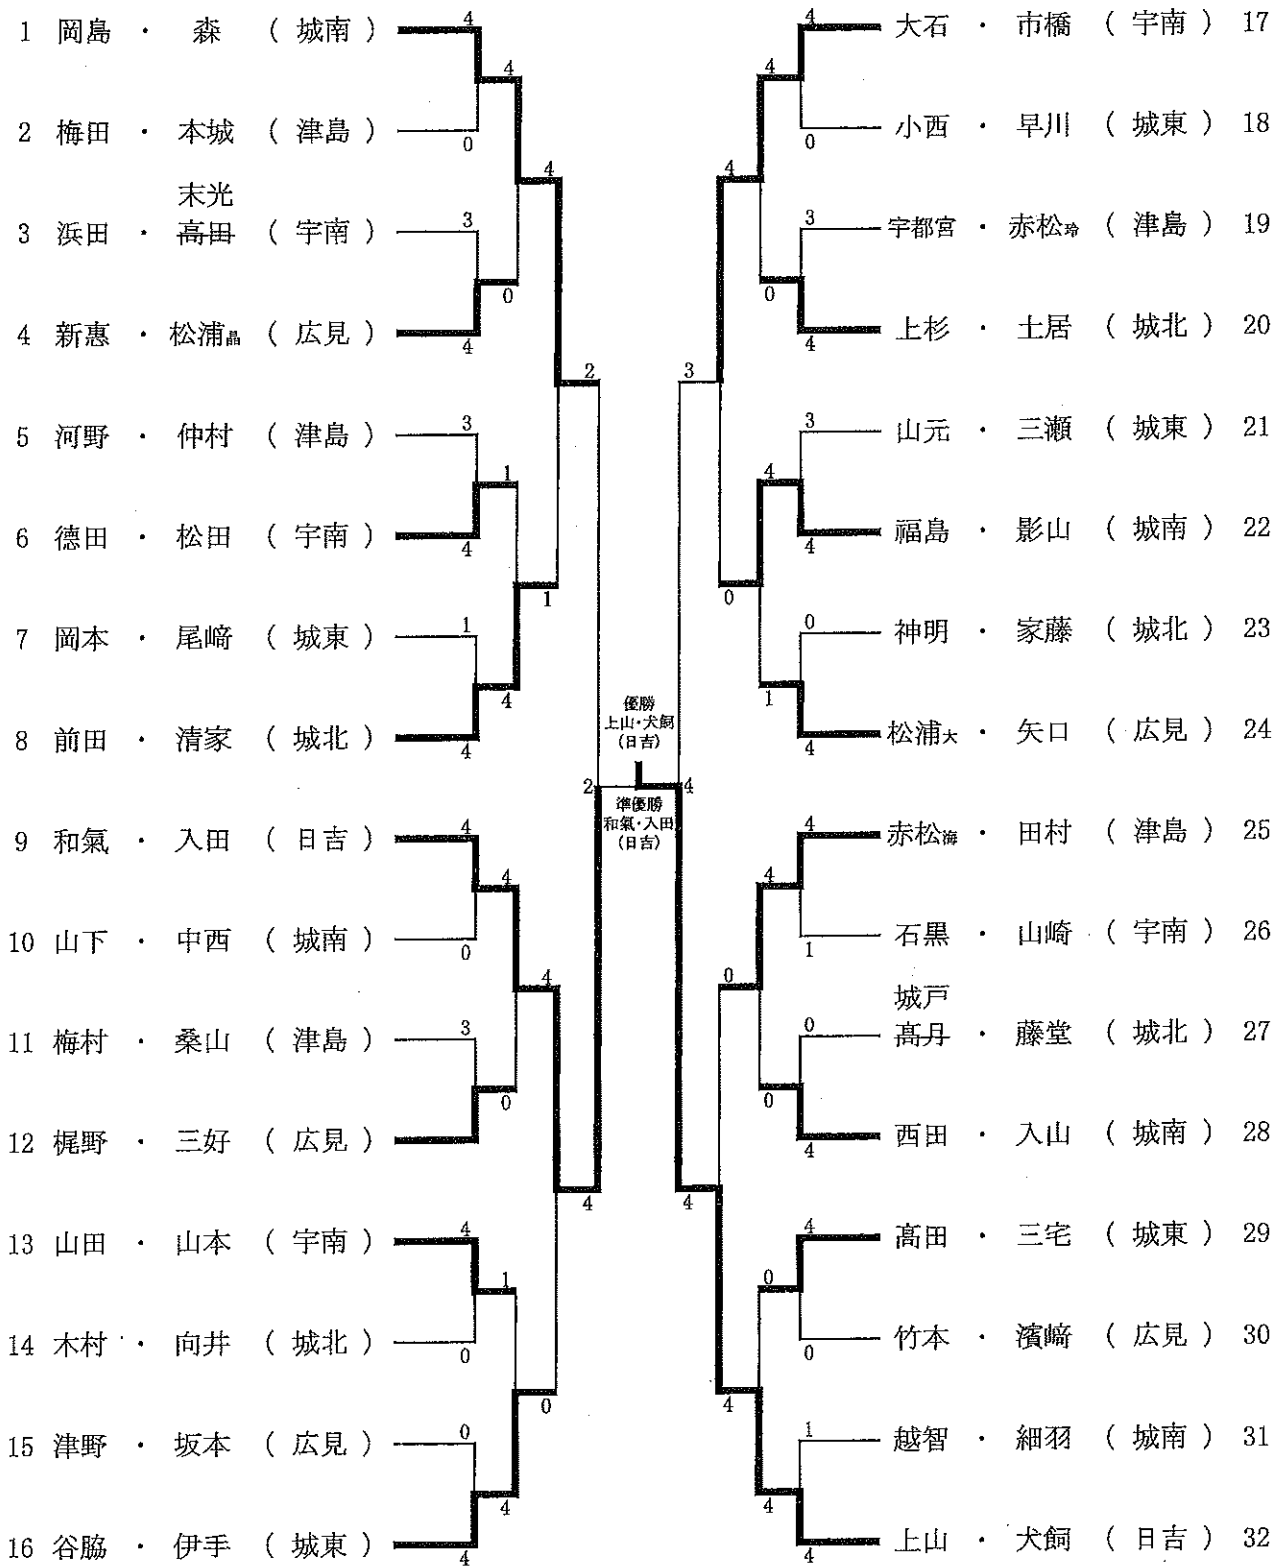 1 岡島 ・ 森 ( 城南 ) 4
4
2 梅田 ・ 本城 ( 津島 ) 0
4
末光
3 浜田 ・ 高田 ( 宇南 ) 3
0
4 新恵 ・ 松浦晶 ( 広見 ) 4
2
5 河野 ・ 仲村 ( 津島 ) 3
1
6 徳田 ・ 松田 ( 宇南 ) 4
1
7 岡本 ・ 尾﨑 ( 城東 ) 1
4
8 前田 ・ 清家 ( 城北 ) 4
2
9 和氣 ・ 入田 ( 日吉 ) 4
4
10 山下 ・ 中西 ( 城南 ) 0
4
11 梅村 ・ 桑山 ( 津島 ) 3
0
12 梶野 ・ 三好 ( 広見 )
4
13 山田 ・ 山本 ( 宇南 ) 4
1
14 木村 ・ 向井 ( 城北 ) 0
0
15 津野 ・ 坂本 ( 広見 ) 0
4
16 谷脇 ・ 伊手 ( 城東 ) 4
優勝
上山・犬飼
(日吉)
準優勝
和氣・入田
(日吉)
4 大石 ・ 市橋 ( 宇南 ) 17
4
0 小西 ・ 早川 ( 城東 ) 18
4
3 宇都宮 ・ 赤松玲 ( 津島 ) 19
0
4 上杉 ・ 土居 ( 城北 ) 20
3
3 山元 ・ 三瀬 ( 城東 ) 21
4
4 福島 ・ 影山 ( 城南 ) 22
0
0 神明 ・ 家藤 ( 城北 ) 23
1
4 松浦大 ・ 矢口 ( 広見 ) 24
4
4 赤松海 ・ 田村 ( 津島 ) 25
4
1 石黒 ・ 山崎 ( 宇南 ) 26
0
城戸
0 髙月 ・ 藤堂 ( 城北 ) 27
0
4 西田 ・ 入山 ( 城南 ) 28
4
4 髙田 ・ 三宅 ( 城東 ) 29
0
0 竹本 ・ 濱﨑 ( 広見 ) 30
4
1 越智 ・ 細羽 ( 城南 ) 31
4
4 上山 ・ 犬飼 ( 日吉 ) 32